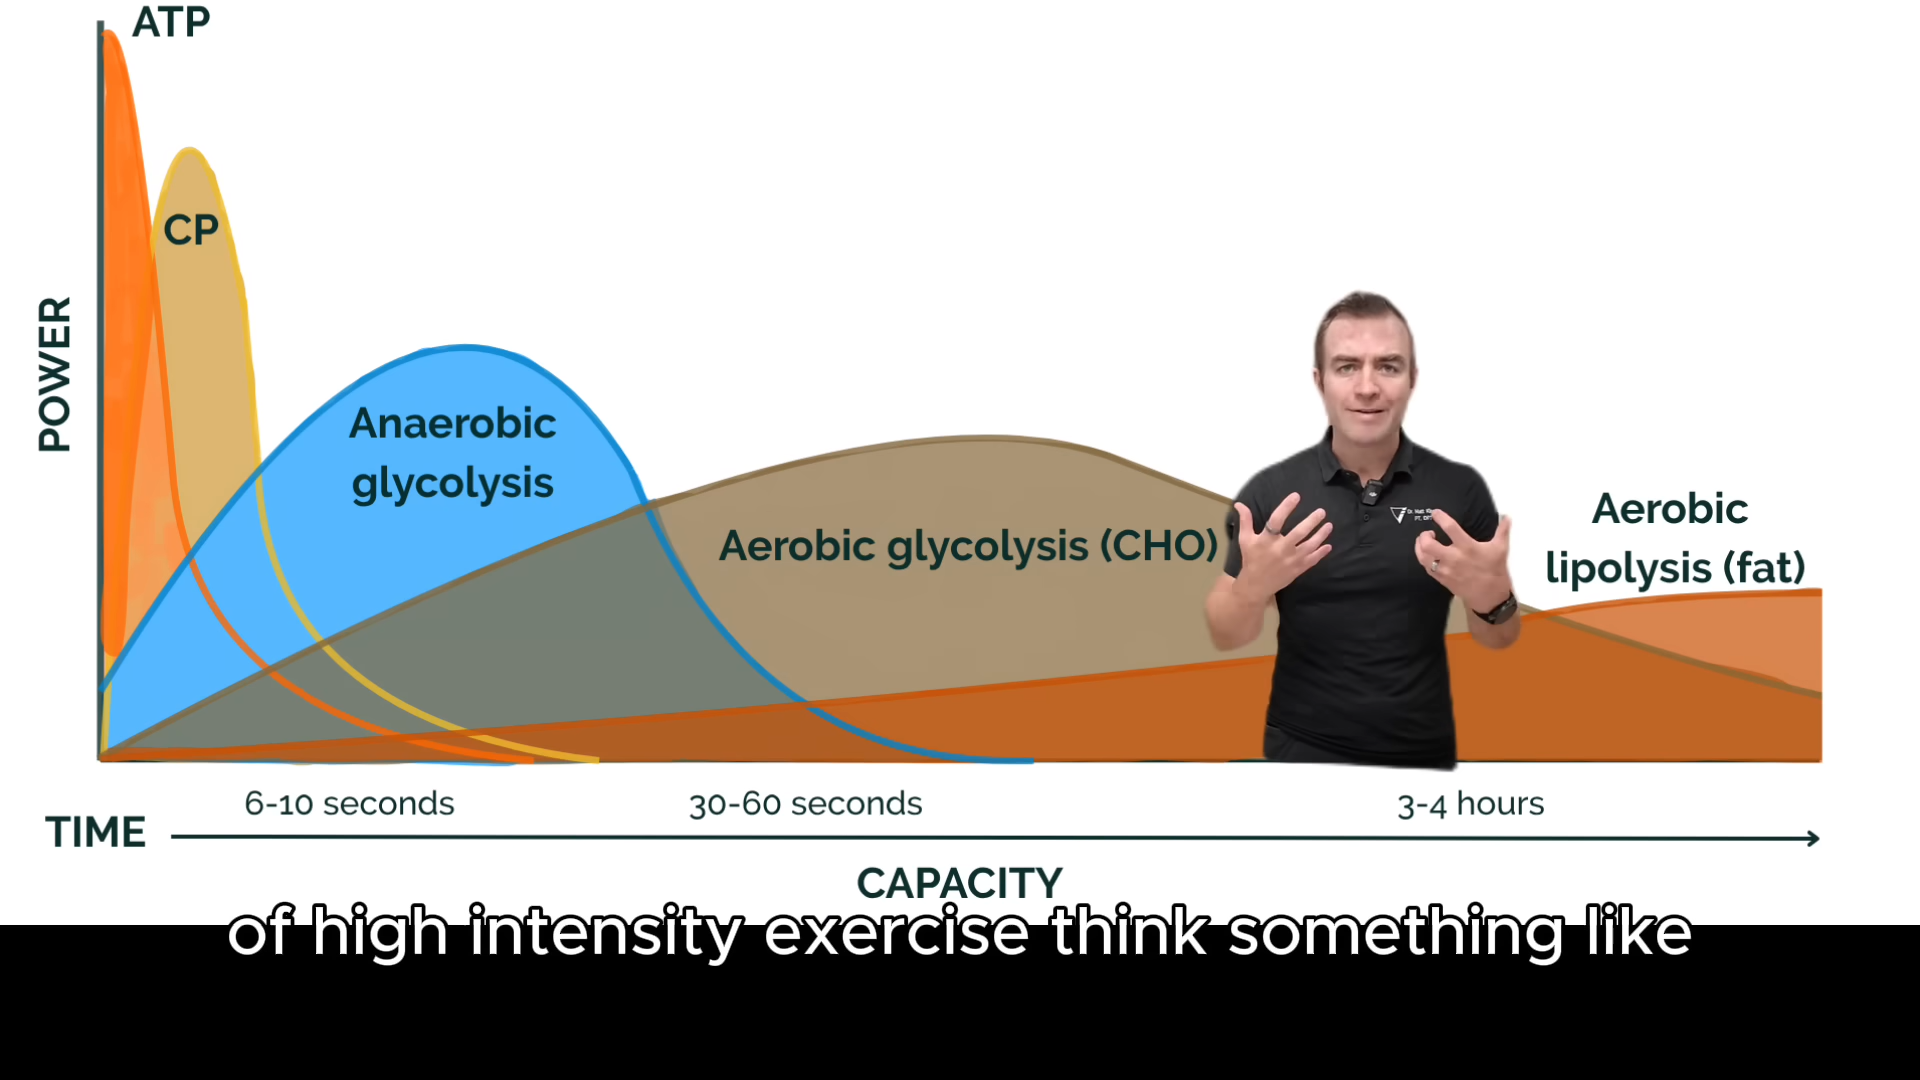 ATP
CP
POWER
Anaerobic
glycolysis
Aerobic glycolysis (CHO)
Aerobic
lipolysis (fat)
6-10 seconds
30-60 seconds
3-4 hours
TIME
CAPACITY
of high intensity exercise think something like